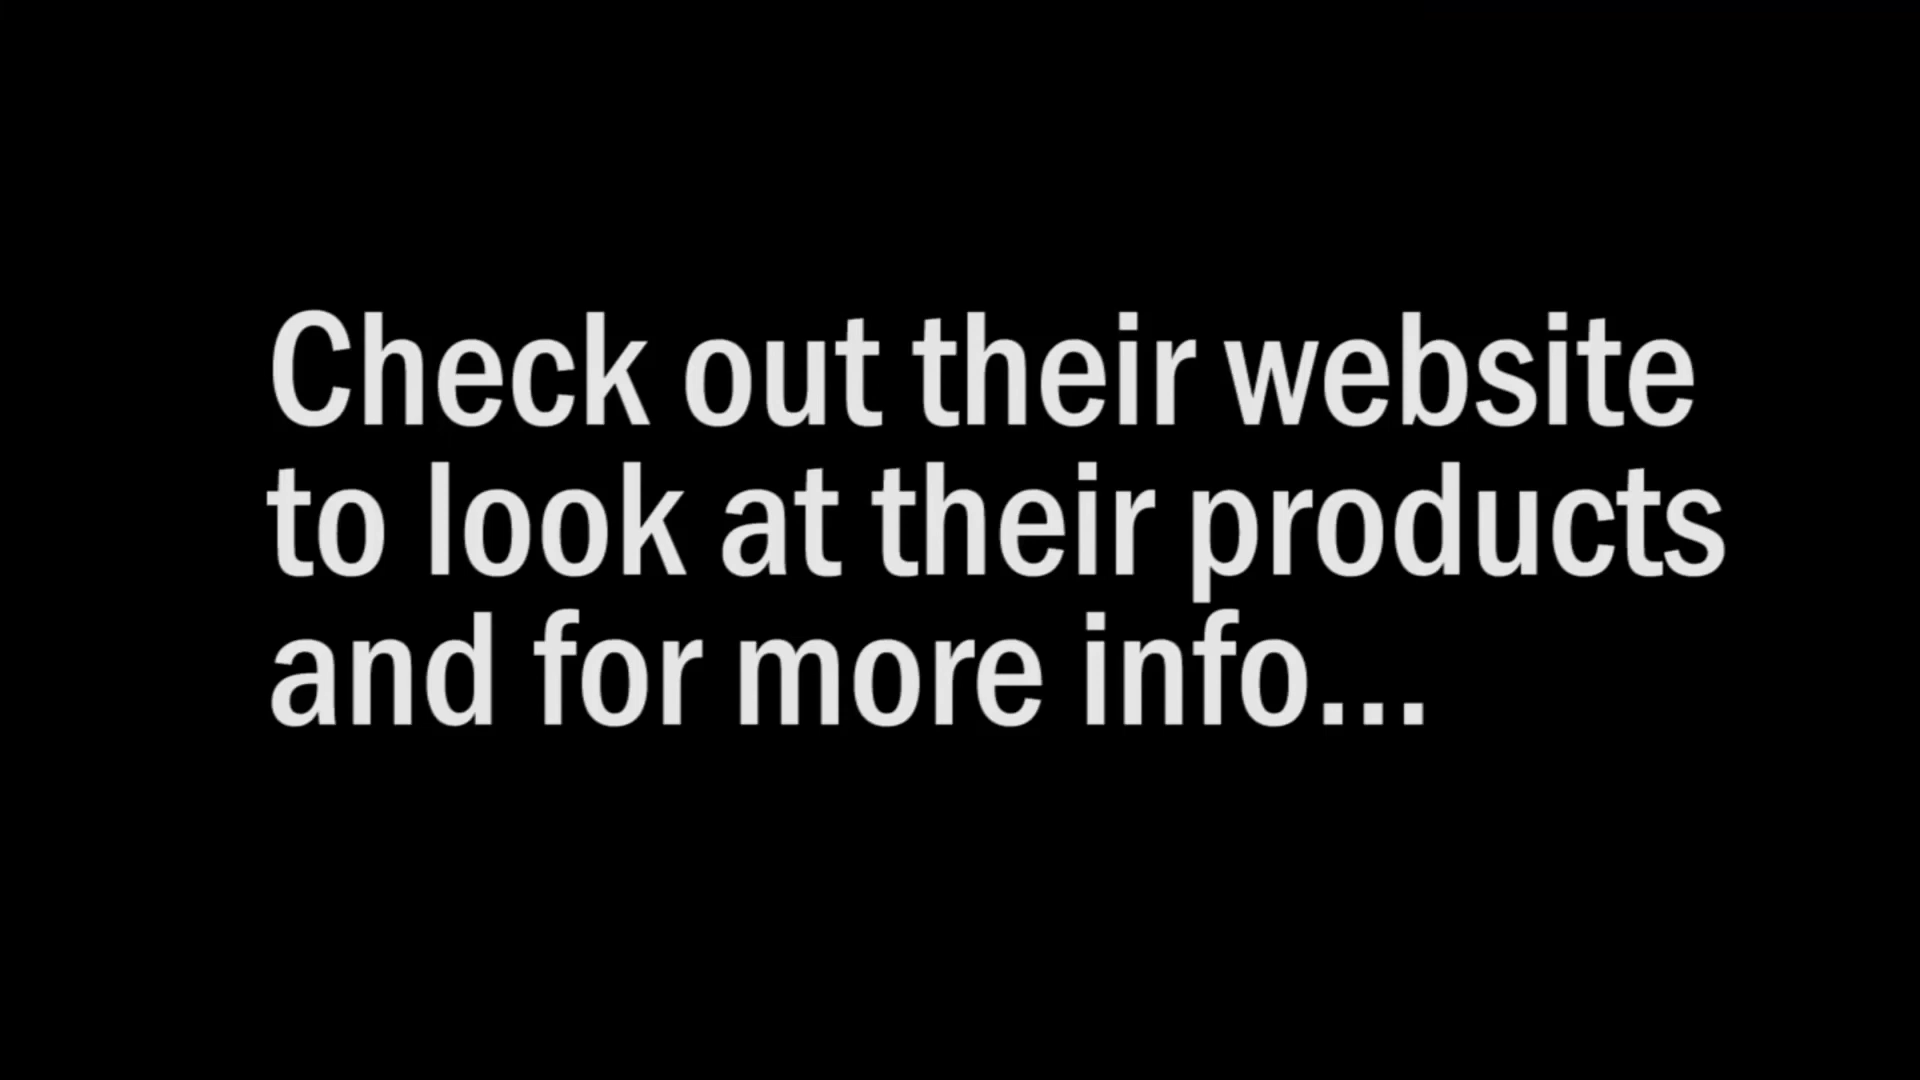 Check out their website
to look at their products
and for more info...